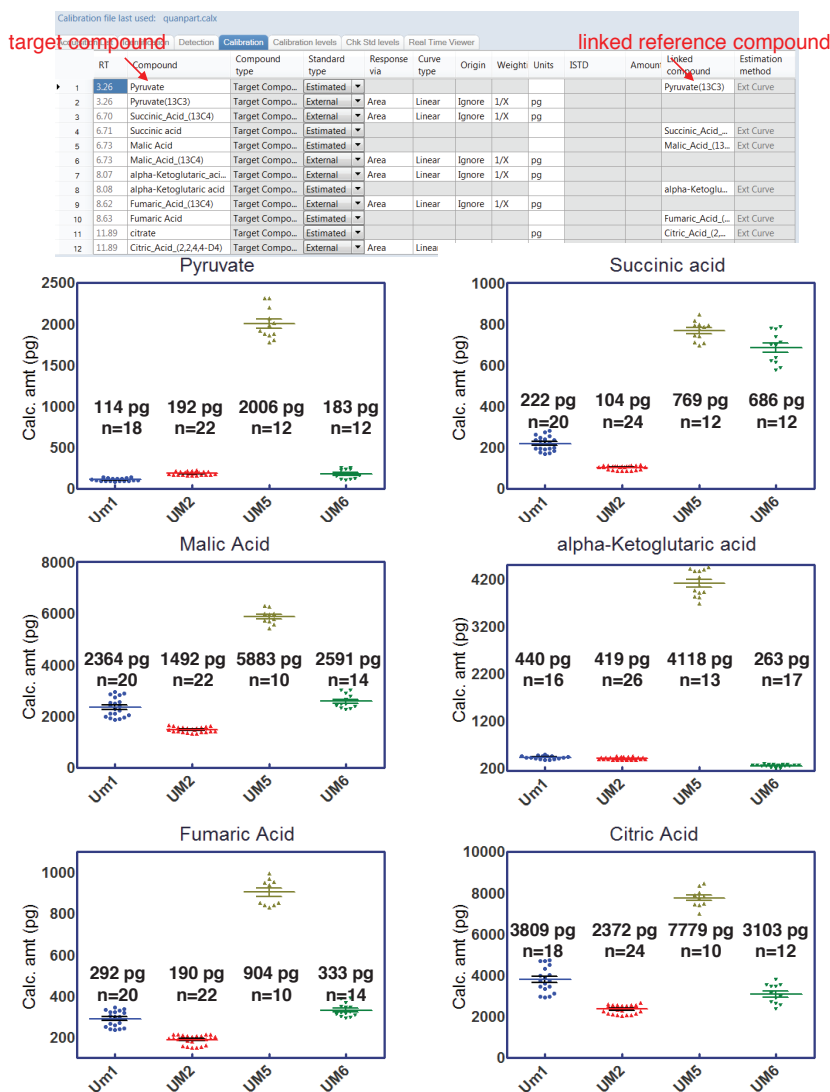 Calibration file last used: quanpart.calx
target compound
linked reference compound
Detection Calibration Calibration levels Chk Std levels Real Time Viewer
RT Compound Compound type Standard type Response via Curve type Origin Weighti Units ISTD Amount Linked compound Estimation method
1 3.26 Pyruvate Target Compo... Estimated Pyruvate(13C3) Ext Curve
2 3.26 Pyruvate(13C3) Target Compo... External Area Linear Ignore 1/X pg
3 6.70 Succinic_Acid_(13C4) Target Compo... External Area Linear Ignore 1/X pg
4 6.71 Succinic acid Target Compo... Estimated Succinic_Acid_... Ext Curve
5 6.73 Malic Acid Target Compo... Estimated Malic_Acid_(13... Ext Curve
6 6.73 Malic_Acid_(13C4) Target Compo... External Area Linear Ignore 1/X pg
7 8.07 alpha-Ketoglutaric_aci... Target Compo... External Area Linear Ignore 1/X pg
8 8.08 alpha-Ketoglutaric acid Target Compo... Estimated alpha-Ketoglu... Ext Curve
9 8.62 Fumaric_Acid_(13C4) Target Compo... External Area Linear Ignore 1/X pg
10 8.63 Fumaric Acid Target Compo... Estimated Fumaric_Acid_(... Ext Curve
11 11.89 citrate Target Compo... Estimated pg Citric_Acid_(2,... Ext Curve
12 11.89 Citric_Acid_(2,2,4,4-D4) Target Compo... External Area Linea
Pyruvate
Calc. amt (pg)
2500
2000
1500
1000
500
0
114 pg 192 pg 2006 pg 183 pg
n=18 n=22 n=12 n=12
Um1 UM2 UM5 UM6
Succinic acid
Calc. amt (pg)
1000
800
600
400
200
0
222 pg 104 pg 769 pg 686 pg
n=20 n=24 n=12 n=12
Um1 UM2 UM5 UM6
Malic Acid
Calc. amt (pg)
8000
6000
4000
2000
0
2364 pg 1492 pg 5883 pg 2591 pg
n=20 n=22 n=10 n=14
Um1 UM2 UM5 UM6
alpha-Ketoglutaric acid
Calc. amt (pg)
4200
3200
2200
1200
200
440 pg 419 pg 4118 pg 263 pg
n=16 n=26 n=13 n=17
Um1 UM2 UM5 UM6
Fumaric Acid
Calc. amt (pg)
1000
800
600
400
200
292 pg 190 pg 904 pg 333 pg
n=20 n=22 n=10 n=14
Um1 UM2 UM5 UM6
Citric Acid
Calc. amt (pg)
10000
8000
6000
4000
2000
0
3809 pg 2372 pg 7779 pg 3103 pg
n=18 n=24 n=10 n=12
Um1 UM2 UM5 UM6